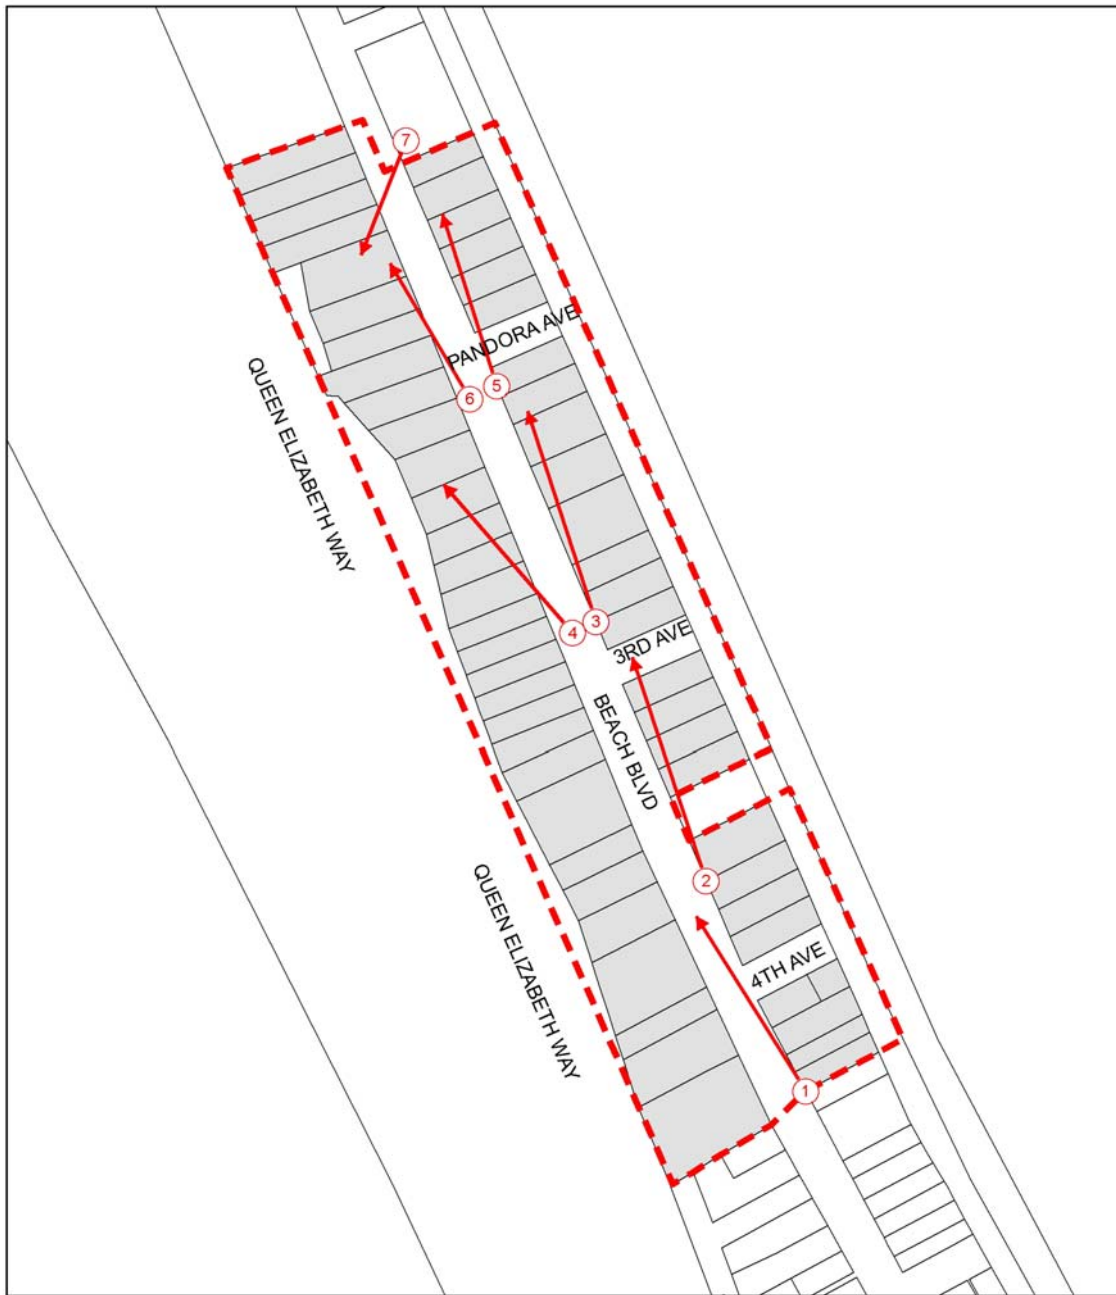 7
PANDORA AVE
6
5
QUEEN ELIZABETH WAY
4
3
3RD AVE
BEACH BLVD
2
QUEEN ELIZABETH WAY
4TH AVE
1